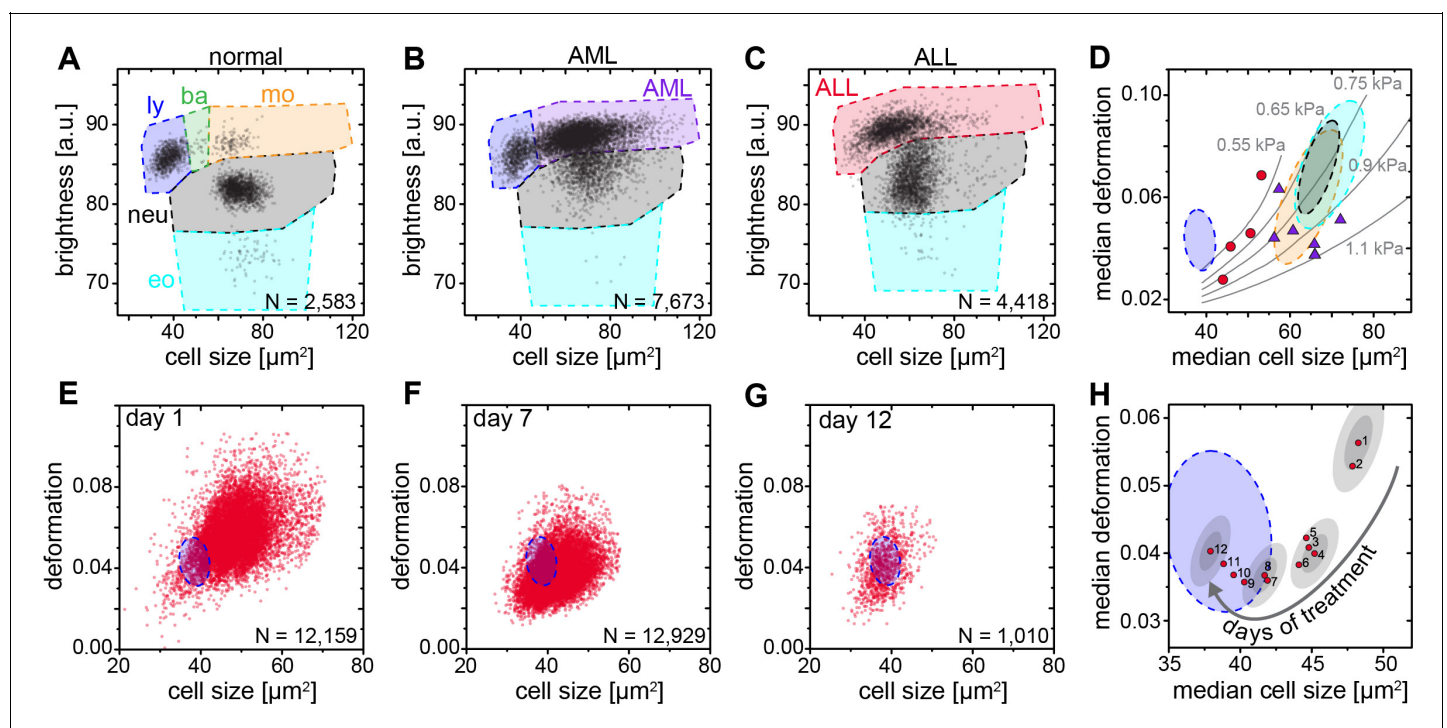 A
normal
ly
ba
mo
neu
eo
brightness [a.u.]
90
80
70
N = 2,583
40
80
120
cell size [µm²]
B
AML
AML
brightness [a.u.]
90
80
70
N = 7,673
40
80
120
cell size [µm²]
C
ALL
ALL
brightness [a.u.]
90
80
70
N = 4,418
40
80
120
cell size [µm²]
D
median deformation
0.10
0.06
0.02
0.55 kPa
0.65 kPa
0.75 kPa
0.9 kPa
1.1 kPa
40
60
80
median cell size [µm²]
E
day 1
deformation
0.08
0.04
0.00
N = 12,159
20
40
60
80
cell size [µm²]
F
day 7
deformation
0.08
0.04
0.00
N = 12,929
20
40
60
80
cell size [µm²]
G
day 12
deformation
0.08
0.04
0.00
N = 1,010
20
40
60
80
cell size [µm²]
H
median deformation
0.06
0.05
0.04
0.03
1
2
5
3
4
6
12
11
10
9
8
7
days of treatment
35
40
45
50
median cell size [µm²]